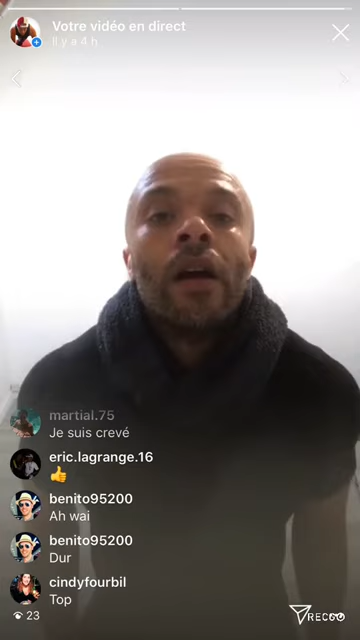 Votre vidéo en direct
Il y a 4 h
martial.75
Je suis crevé
eric.lagrange.16
👍
benito95200
Ah wai
benito95200
Dur
cindyfourbil
Top
23